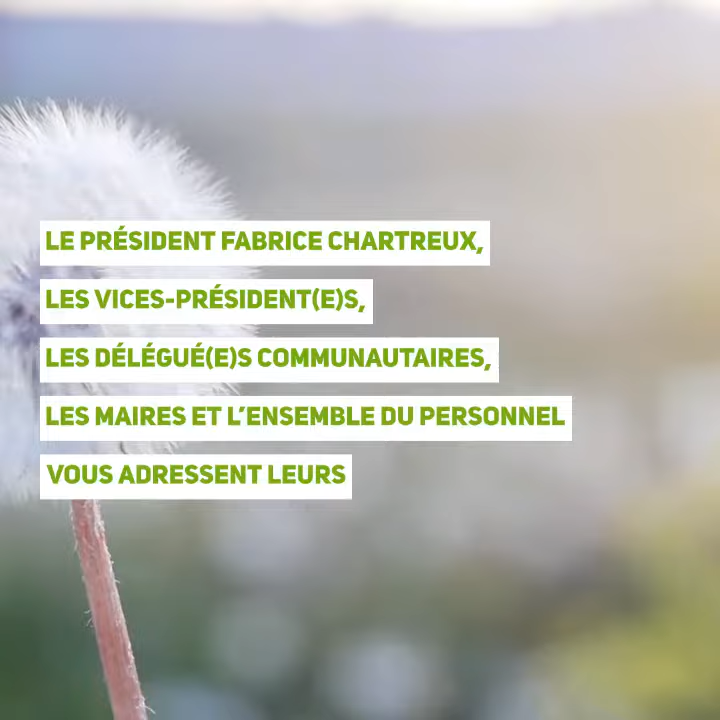 LE PRÉSIDENT FABRICE CHARTREUX,
LES VICES-PRÉSIDENT(E)S,
LES DÉLÉGUÉ(E)S COMMUNAUTAIRES,
LES MAIRES ET L’ENSEMBLE DU PERSONNEL
VOUS ADRESSENT LEURS